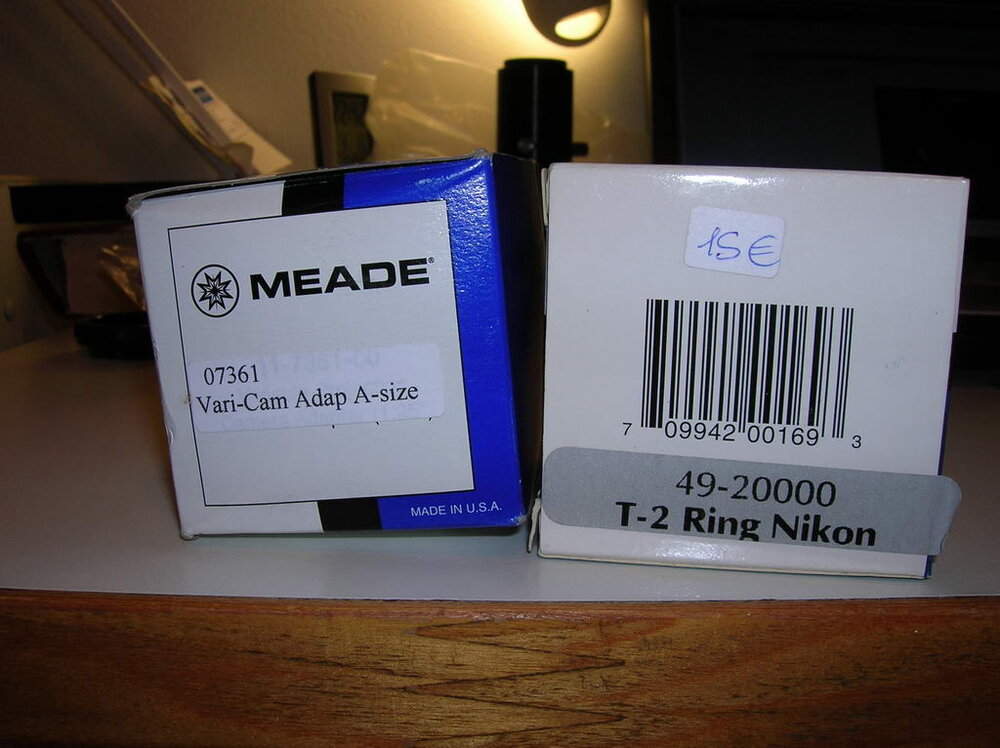 MEADE®
07361
Vari-Cam Adap A-size
MADE IN U.S.A.
15€
7 09942 00169 3
49-20000
T-2 Ring Nikon